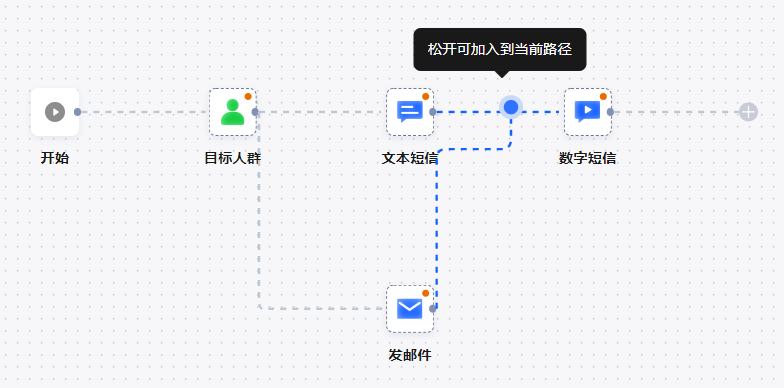 松开可加入到当前路径
开始
目标人群
文本短信
数字短信
发邮件